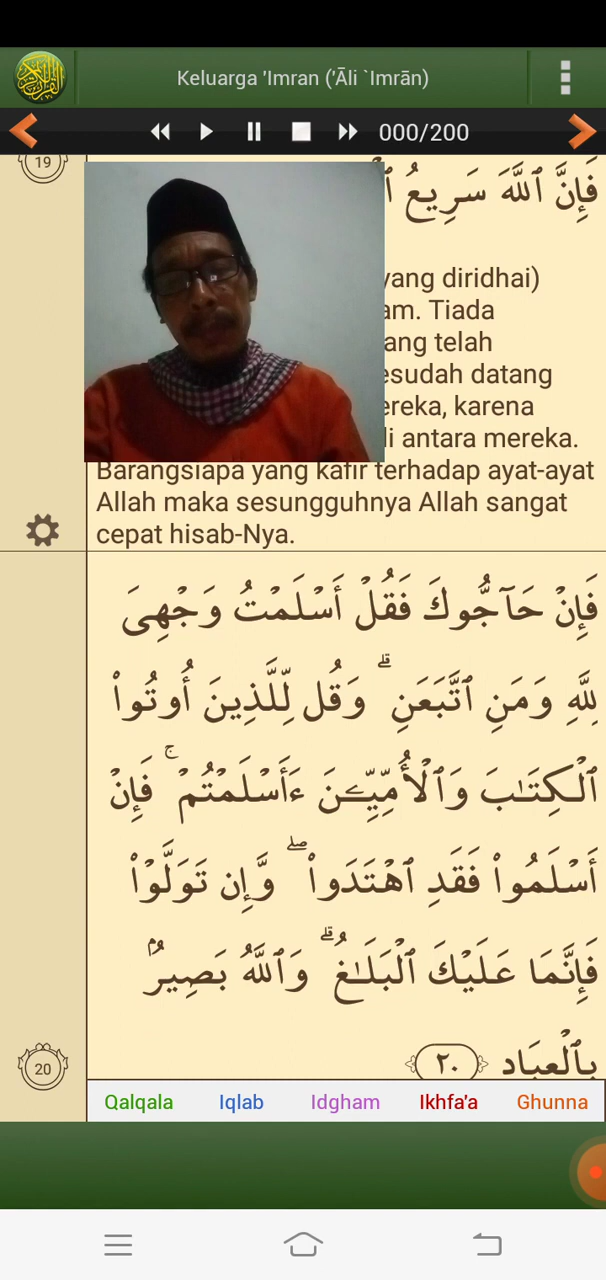 Keluarga 'Imran ('Āli `Imrān)
000/200
19
فَإِنَّ ٱللَّهَ سَرِيعُ
yang diridhai)
am. Tiada
ang telah
esudah datang
ereka, karena
i antara mereka.
Barangsiapa yang kafir terhadap ayat-ayat
Allah maka sesungguhnya Allah sangat
cepat hisab-Nya.
فَإِنْ حَآجُّوكَ فَقُلْ أَسْلَمْتُ وَجْهِىَ
لِلَّهِ وَمَنِ ٱتَّبَعَنِ ۗ وَقُل لِّلَّذِينَ أُوتُوا۟
ٱلْكِتَـٰبَ وَٱلْأُمِّيِّـۧنَ ءَأَسْلَمْتُمْ ۚ فَإِنْ
أَسْلَمُوا۟ فَقَدِ ٱهْتَدَوا۟ ۖ وَّإِن تَوَلَّوْا۟
فَإِنَّمَا عَلَيْكَ ٱلْبَلَـٰغُ ۗ وَٱللَّهُ بَصِيرٌۢ
بِٱلْعِبَادِ ٢٠
20
Qalqala Iqlab Idgham Ikhfa'a Ghunna